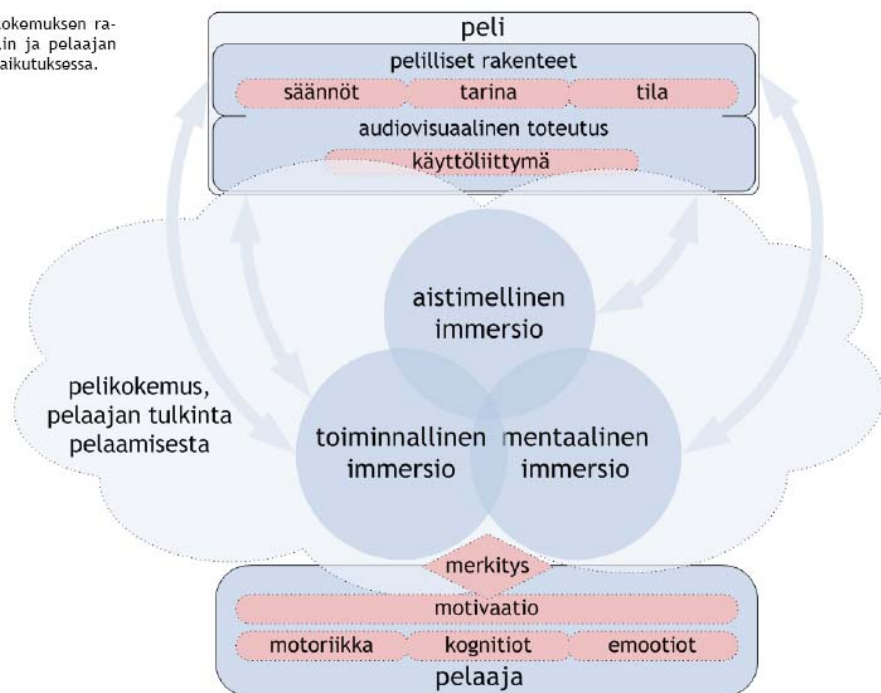 okemuksen ra-
in ja pelaajan
aikutuksessa.
peli
pelilliset rakenteet
säännöt tarina tila
audiovisuaalinen toteutus
käyttöliittymä
aistimellinen
immersio
pelikokemus,
pelaajan tulkinta
pelaamisesta
toiminnallinen
immersio
mentaalinen
immersio
merkitys
motivaatio
motoriikka kognitiot emootiot
pelaaja